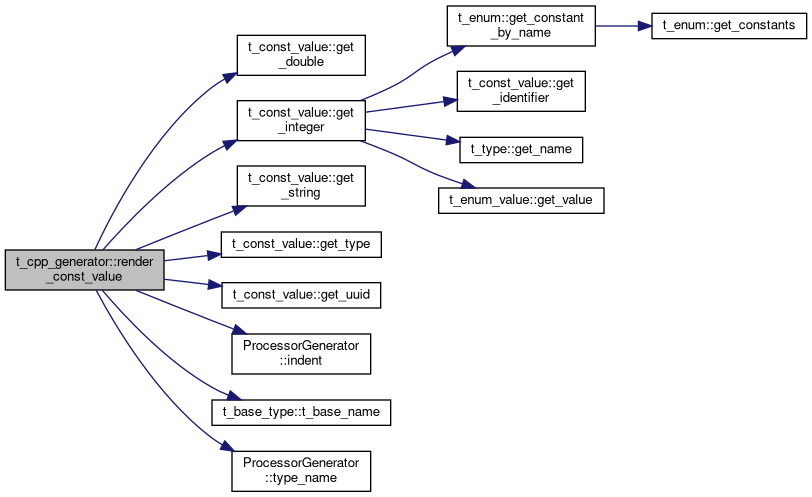 t_cpp_generator::render
_const_value
t_const_value::get
_double
t_const_value::get
_integer
t_const_value::get
_string
t_const_value::get_type
t_const_value::get_uuid
ProcessorGenerator
::indent
t_base_type::t_base_name
ProcessorGenerator
::type_name
t_enum::get_constant
_by_name
t_const_value::get
_identifier
t_type::get_name
t_enum_value::get_value
t_enum::get_constants